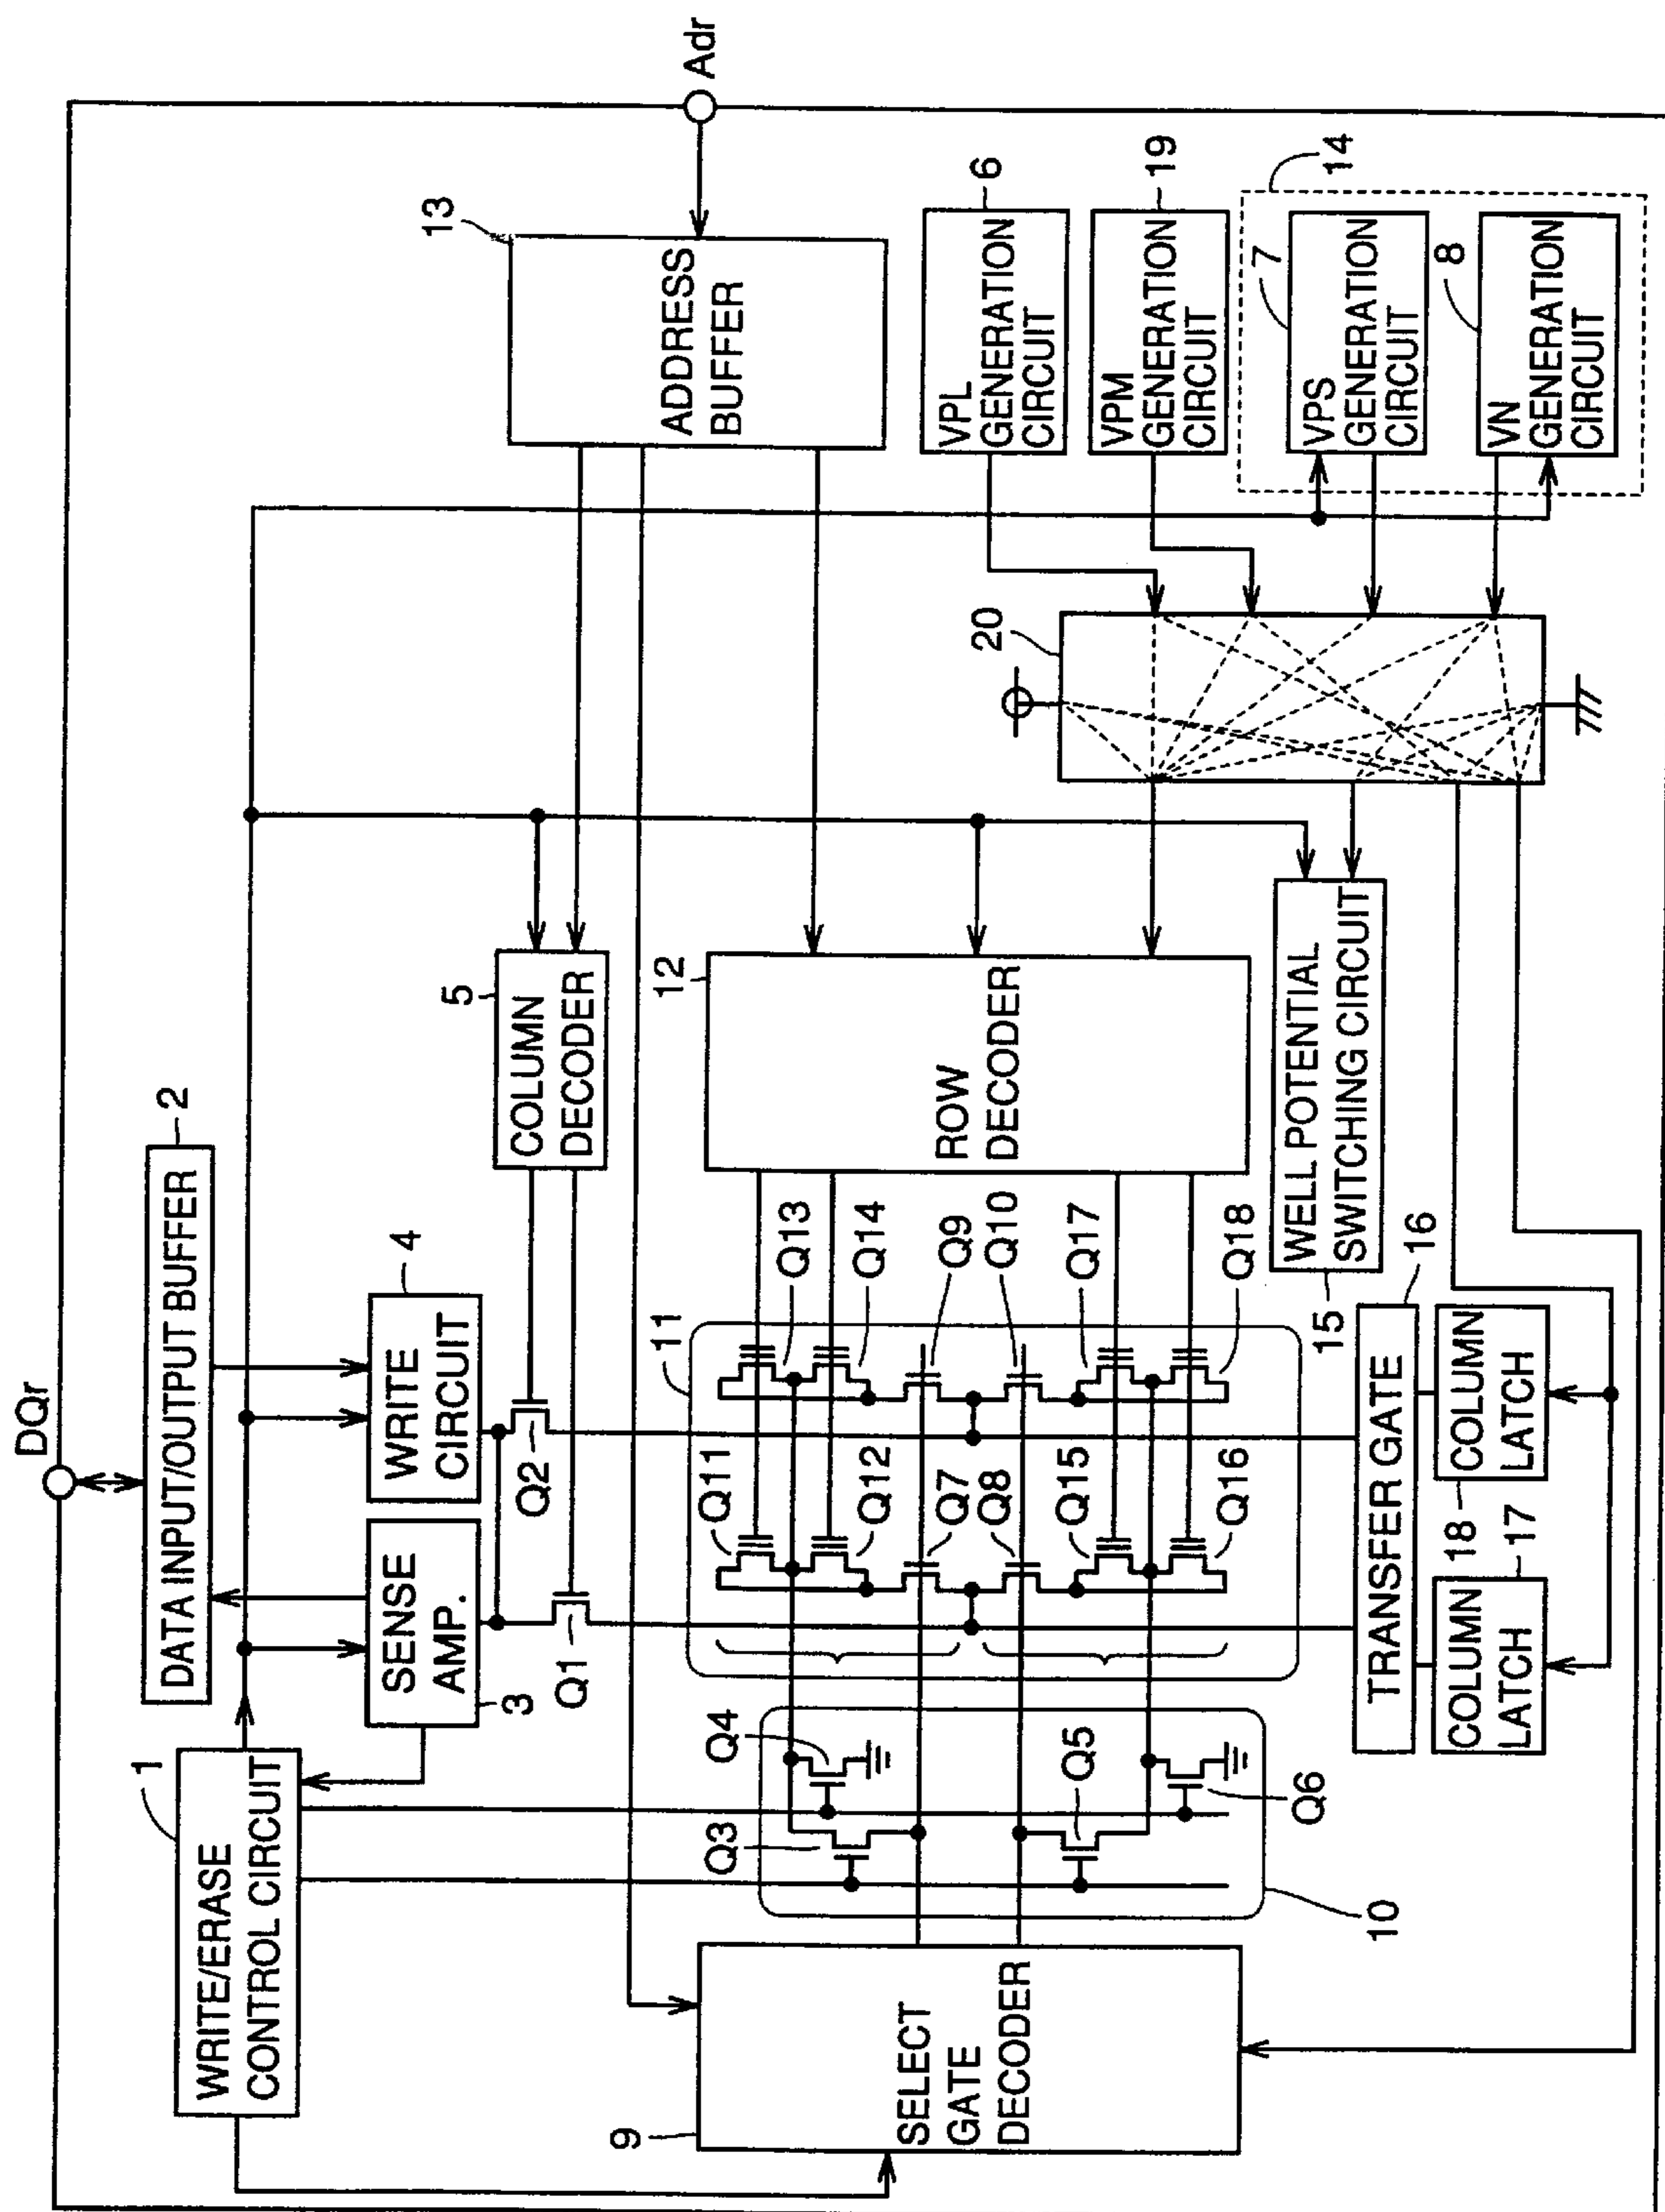 DQr
DATA INPUT/OUTPUT BUFFER
2
1
WRITE/ERASE
CONTROL CIRCUIT
SENSE
AMP.
3
WRITE
CIRCUIT
4
Q1
Q2
5
COLUMN
DECODER
13
ADDRESS
BUFFER
Adr
9
SELECT
GATE
DECODER
10
Q3
Q4
Q5
Q6
11
Q11
Q12
Q7
Q8
Q15
Q16
Q13
Q14
Q9
Q10
Q17
Q18
12
ROW
DECODER
6
VPL
GENERATION
CIRCUIT
19
VPM
GENERATION
CIRCUIT
14
7
VPS
GENERATION
CIRCUIT
8
VN
GENERATION
CIRCUIT
20
15
WELL POTENTIAL
SWITCHING CIRCUIT
TRANSFER GATE
16
COLUMN
LATCH
17
COLUMN
LATCH
18